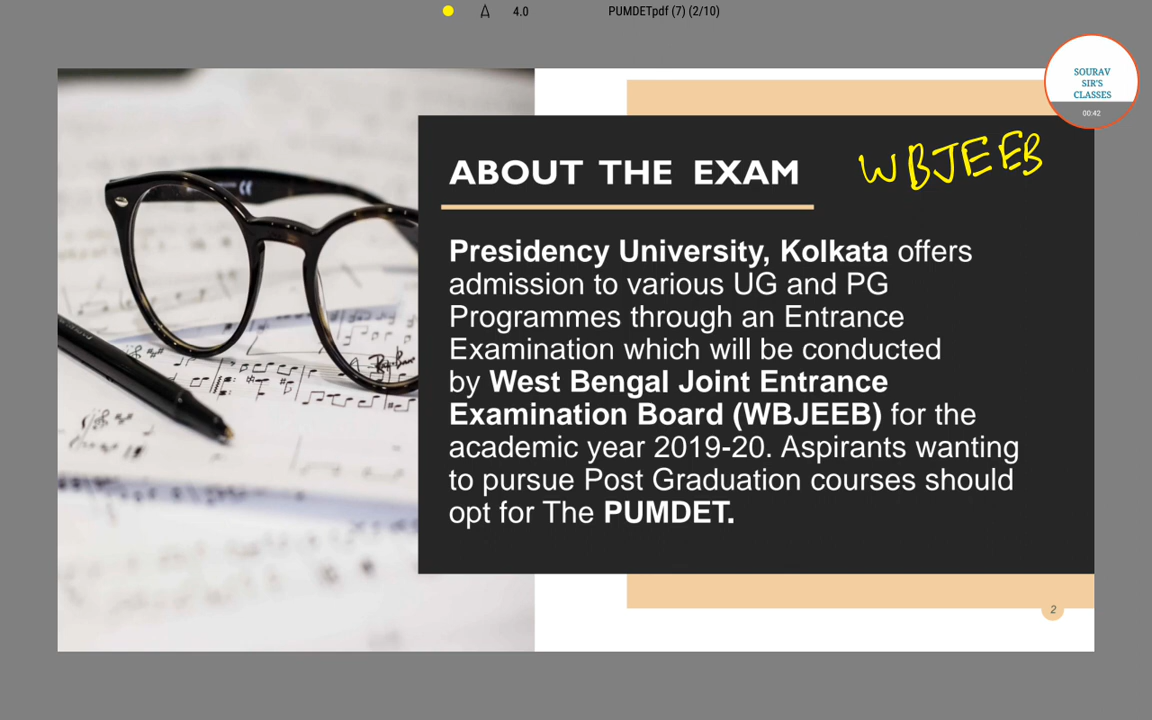 4.0 PUMDETpdf (7) (2/10)
SOURAV
SIR'S
CLASSES
00:42
WBJEEB
ABOUT THE EXAM
Presidency University, Kolkata offers
admission to various UG and PG
Programmes through an Entrance
Examination which will be conducted
by West Bengal Joint Entrance
Examination Board (WBJEEB) for the
academic year 2019-20. Aspirants wanting
to pursue Post Graduation courses should
opt for The PUMDET.
2